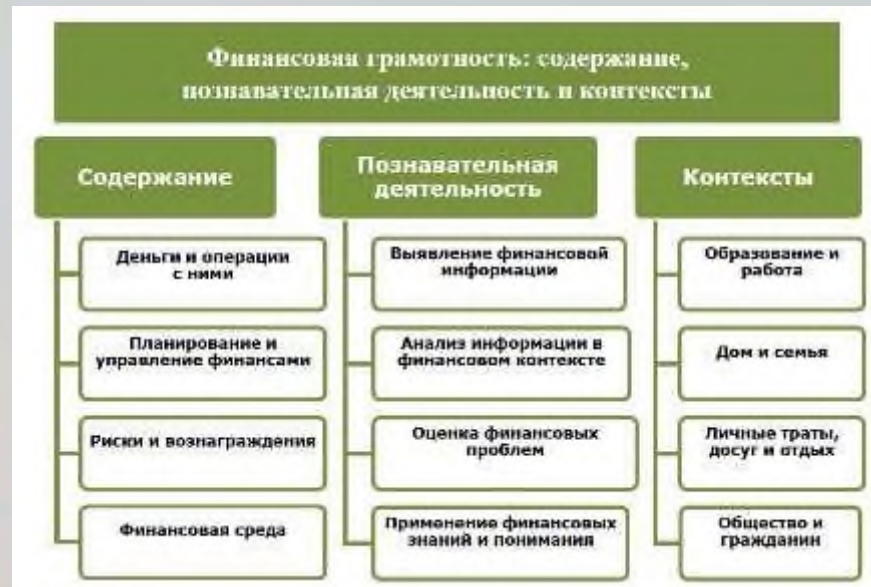 Финансовая грамотность: содержание,
познавательная деятельность и контексты
Содержание
Деньги и операции
с ними
Планирование и
управление финансами
Риски и вознаграждения
Финансовая среда
Познавательная
деятельность
Выявление финансовой
информации
Анализ информации в
финансовом контексте
Оценка финансовых
проблем
Применение финансовых
знаний и понимания
Контексты
Образование и
работа
Дом и семья
Личные траты,
досуг и отдых
Общество и
гражданин